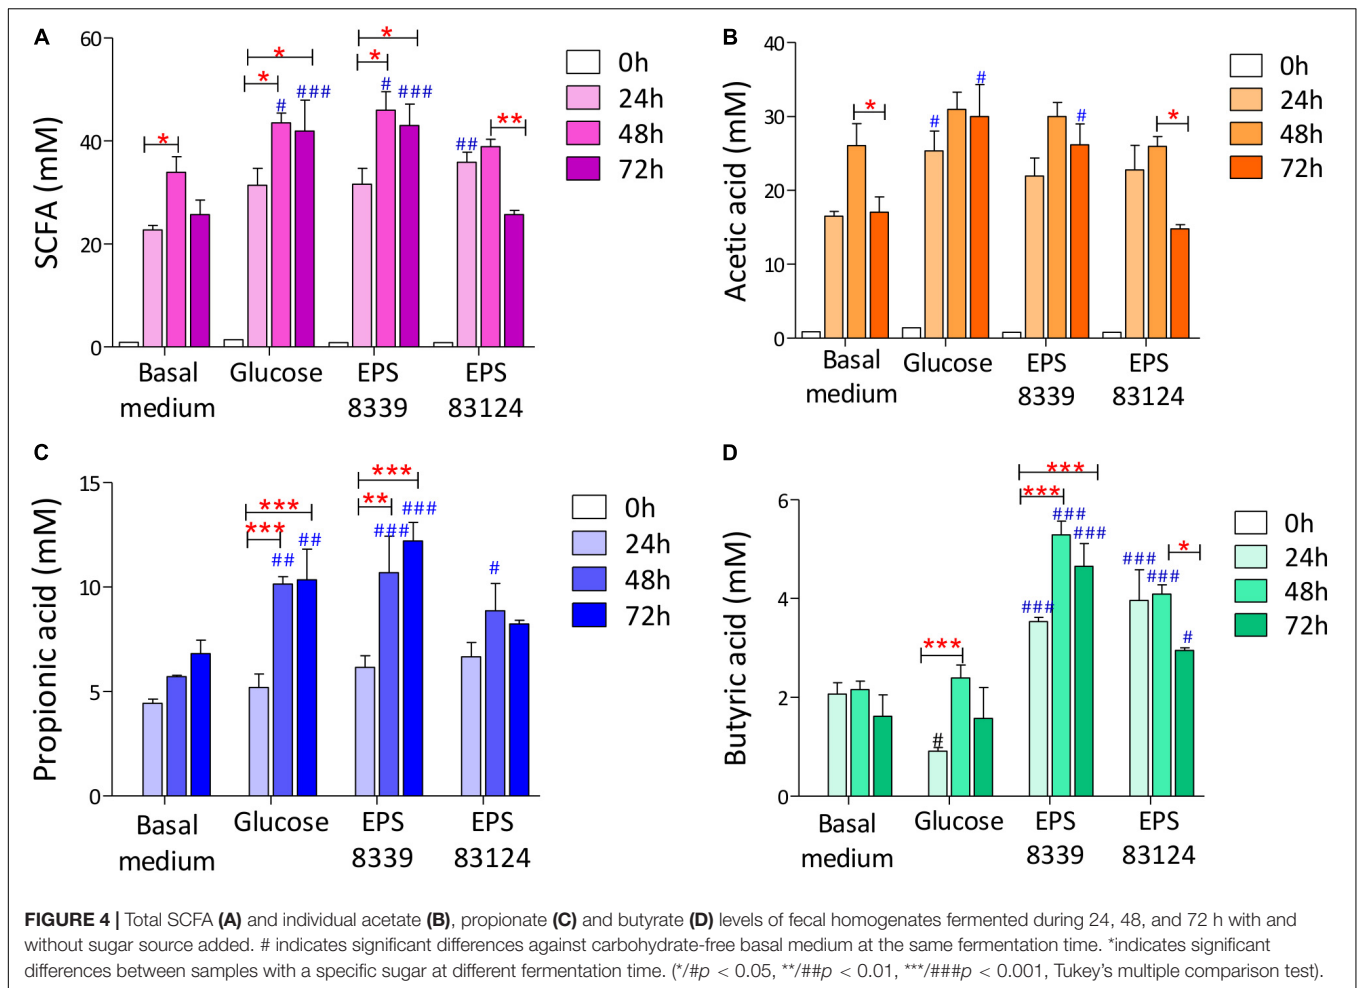 A
SCFA (mM)
60
40
20
0
*
*
*
#
###
*
*
#
###
##
**
0h
24h
48h
72h
Basal
medium
Glucose
EPS
8339
EPS
83124
B
Acetic acid (mM)
40
30
20
10
0
*
#
#
#
*
0h
24h
48h
72h
Basal
medium
Glucose
EPS
8339
EPS
83124
C
Propionic acid (mM)
15
10
5
0
***
***
##
##
***
**
###
###
#
0h
24h
48h
72h
Basal
medium
Glucose
EPS
8339
EPS
83124
D
Butyric acid (mM)
6
4
2
0
***
#
***
***
###
###
###
###
###
*
#
0h
24h
48h
72h
Basal
medium
Glucose
EPS
8339
EPS
83124
FIGURE 4 | Total SCFA (A) and individual acetate (B), propionate (C) and butyrate (D) levels of fecal homogenates fermented during 24, 48, and 72 h with and
without sugar source added. # indicates significant differences against carbohydrate-free basal medium at the same fermentation time. *indicates significant
differences between samples with a specific sugar at different fermentation time. (*/#p < 0.05, **/##p < 0.01, ***/###p < 0.001, Tukey's multiple comparison test).